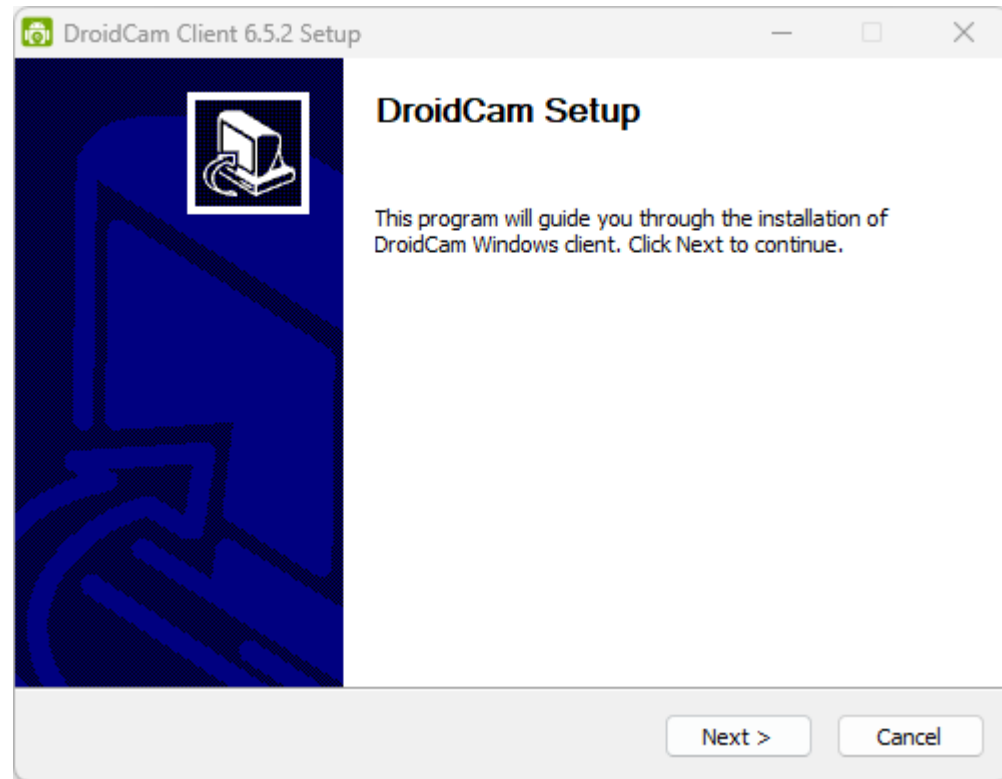 DroidCam Client 6.5.2 Setup
DroidCam Setup
This program will guide you through the installation of
DroidCam Windows client. Click Next to continue.
Next >
Cancel